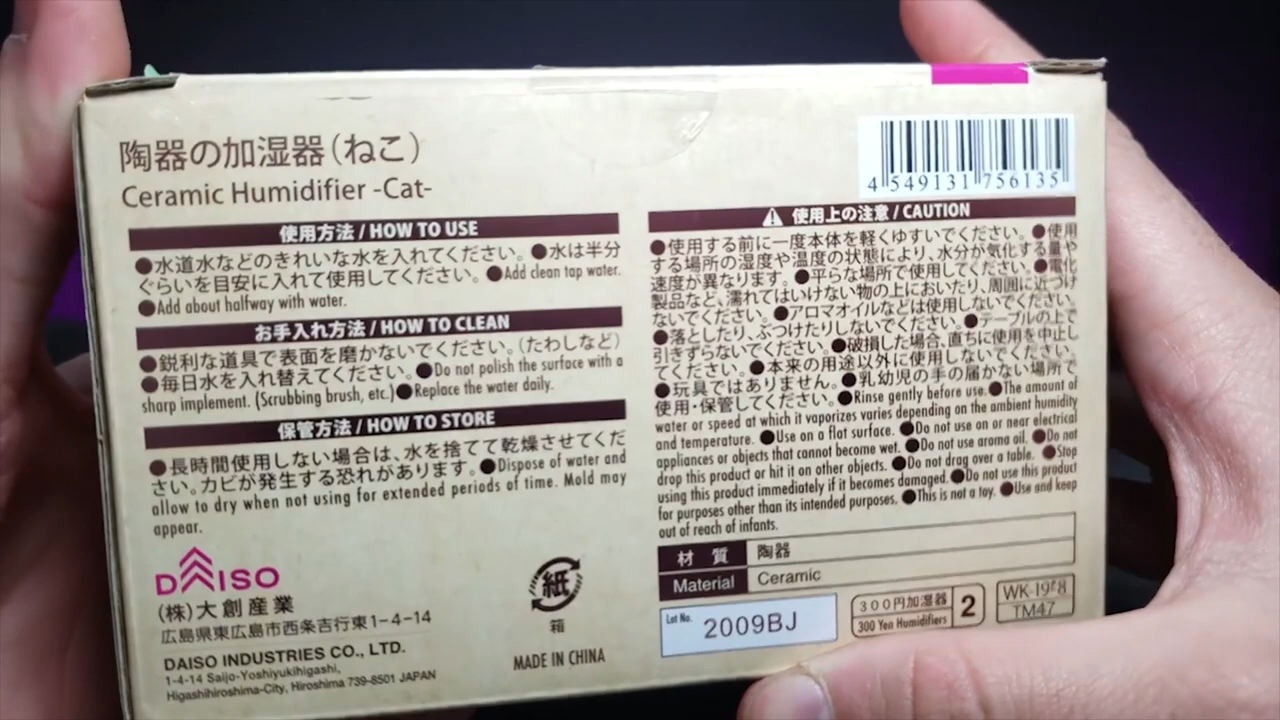 陶器の加湿器(ねこ)
Ceramic Humidifier -Cat-
使用方法 / HOW TO USE
●水道水などのきれいな水を入れてください。●水は半分
ぐらいを目安に入れて使用してください。●Add clean tap water.
●Add about halfway with water.
お手入れ方法 / HOW TO CLEAN
●鋭利な道具で表面を磨かないでください。(たわしなど)
●毎日水を入れ替えてください。●Do not polish the surface with a
sharp implement. (Scrubbing brush, etc.) ●Replace the water daily.
保管方法 / HOW TO STORE
●長時間使用しない場合は、水を捨てて乾燥させてくだ
さい。カビが発生する恐れがあります。●Dispose of water and
allow to dry when not using for extended periods of time. Mold may
appear.
DAISO
(株)大創産業
広島県東広島市西条吉行東1-4-14
DAISO INDUSTRIES CO., LTD.
1-4-14 Saijo-Yoshiyukihigashi,
Higashihiroshima-City, Hiroshima 739-8501 JAPAN
紙
箱
MADE IN CHINA
4 549131 756135
⚠ 使用上の注意 / CAUTION
●使用する前に一度本体を軽くゆすいでください。●使用
する場所の湿度や温度の状態により、水分が気化する量や
速度が異なります。●平らな場所で使用してください。●電化
製品など、濡れてはいけない物の上においたり、周囲に近づけ
ないでください。●アロマオイルなどは使用しないでください。
●落としたり、ぶつけたりしないでください。●テーブルの上で
引きずらないでください。●破損した場合、直ちに使用を中止し
てください。●本来の用途以外に使用しないでください。
●玩具ではありません。●乳幼児の手の届かない場所で
使用・保管してください。●Rinse gently before use. ●The amount of
water or speed at which it vaporizes varies depending on the ambient humidity
and temperature. ●Use on a flat surface. ●Do not use on or near electrical
appliances or objects that cannot become wet. ●Do not use aroma oil. ●Do not
drop this product or hit it on other objects. ●Do not drag over a table. ●Stop
using this product immediately if it becomes damaged. ●Do not use this product
for purposes other than its intended purposes. ●This is not a toy. ●Use and keep
out of reach of infants.
材 質 陶器
Material Ceramic
Lot No. 2009BJ
300円加湿器
300 Yen Humidifiers
2
TM47